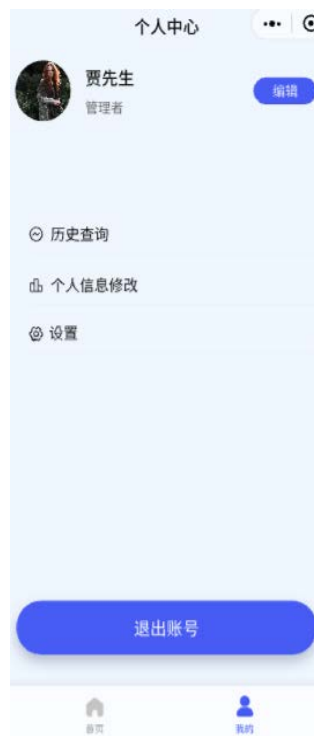 个人中心
贾先生
管理者
编辑
历史查询
个人信息修改
设置
退出账号
首页
我的